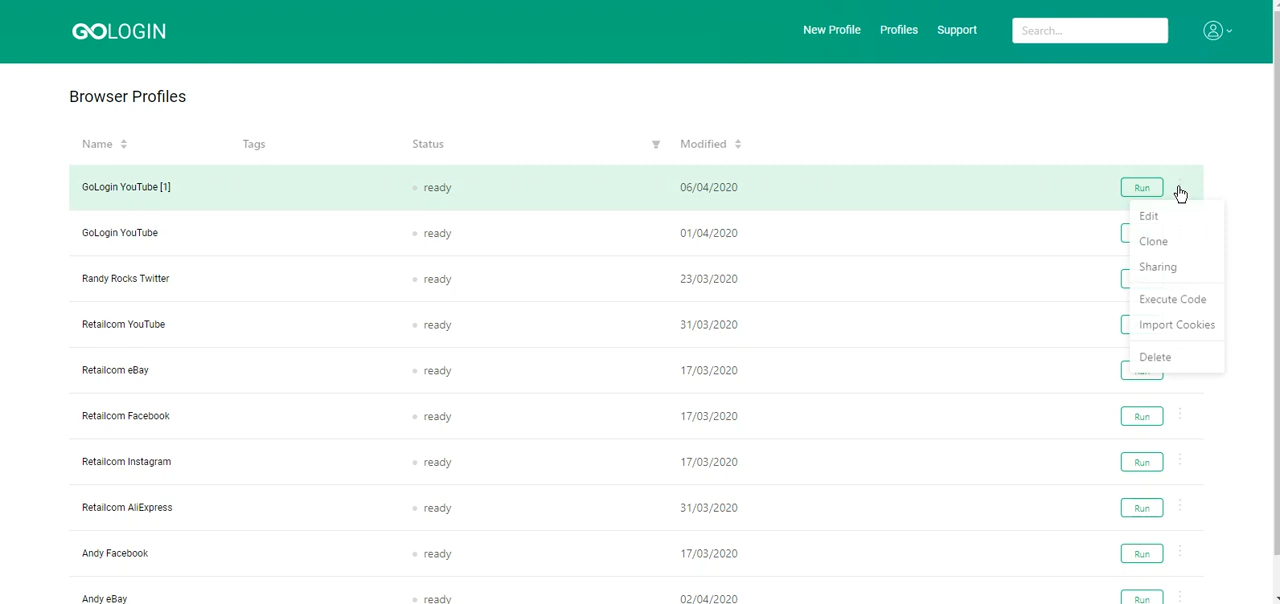 GOLOGIN
New Profile Profiles Support Search...
Browser Profiles
Name Tags Status Modified
GoLogin YouTube [1] ready 06/04/2020 Run
Edit
GoLogin YouTube ready 01/04/2020
Clone
Sharing
Randy Rocks Twitter ready 23/03/2020
Execute Code
Retailcom YouTube ready 31/03/2020
Import Cookies
Delete
Retailcom eBay ready 17/03/2020
Retailcom Facebook ready 17/03/2020 Run
Retailcom Instagram ready 17/03/2020 Run
Retailcom AliExpress ready 31/03/2020 Run
Andy Facebook ready 17/03/2020 Run
Andy eBay ready 02/04/2020 Run